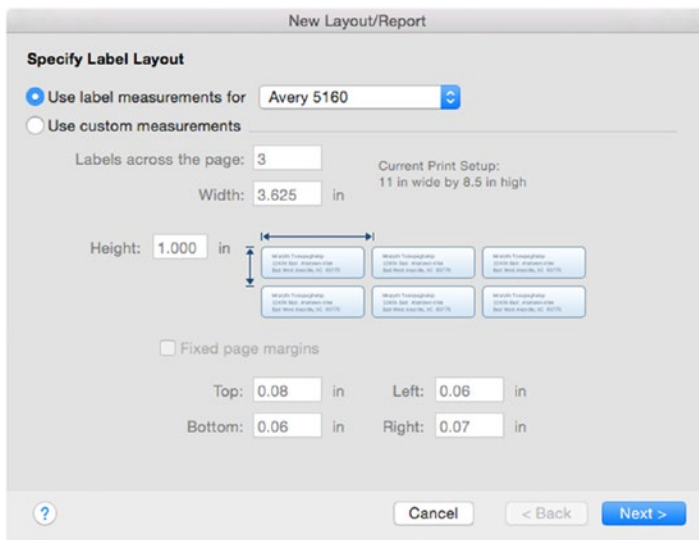 New Layout/Report
Specify Label Layout
Use label measurements for Avery 5160
Use custom measurements
Labels across the page: 3
Current Print Setup:
11 in wide by 8.5 in high
Width: 3.625 in
Height: 1.000 in
Fixed page margins
Top: 0.08 in Left: 0.06 in
Bottom: 0.06 in Right: 0.07 in
? Cancel < Back Next >